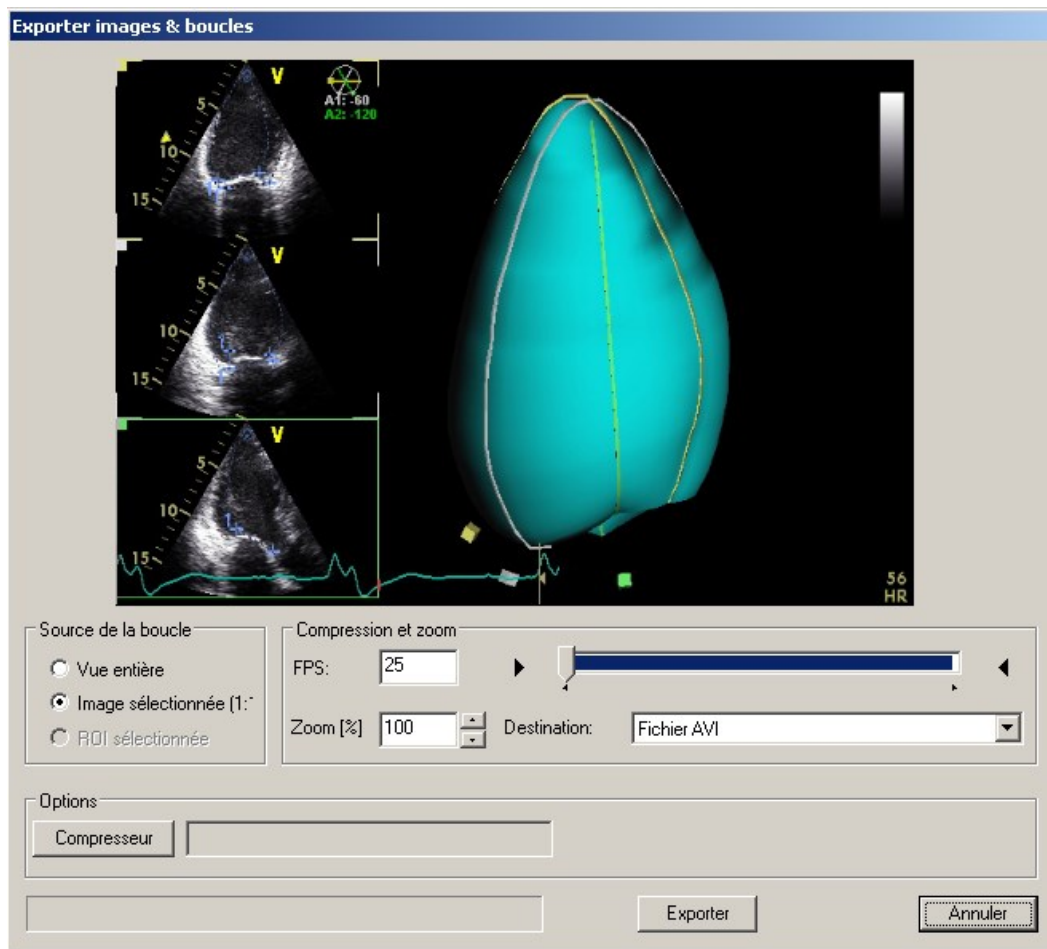 Exporter images & boucles
V
5
10
15
A1: -60
A2: -120
V
5
10
15
V
5
10
15
1
56
HR
Source de la boucle
Vue entière
Image sélectionnée (1:
ROI sélectionnée
Compression et zoom
FPS:
25
Zoom [%]
100
Destination:
Fichier AVI
Options
Compresseur
Exporter
Annuler